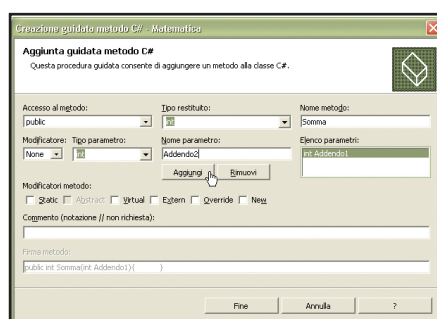 Creazione guidata metodo C# - Matematica
Aggiunta guidata metodo C#
Questa procedura guidata consente di aggiungere un metodo alla classe C#.
Accesso al metodo: Tipo restituito: Nome metodo:
public int Somma
Modificatore: Tipo parametro: Nome parametro: Elenco parametri:
None int Addendo2 int Addendo1
Aggiungi Rimuovi
Modificatori metodo:
Static Abstract Virtual Extern Override New
Commento (notazione // non richiesta):
Firma metodo:
public int Somma(int Addendo1){ }
Fine Annulla ?